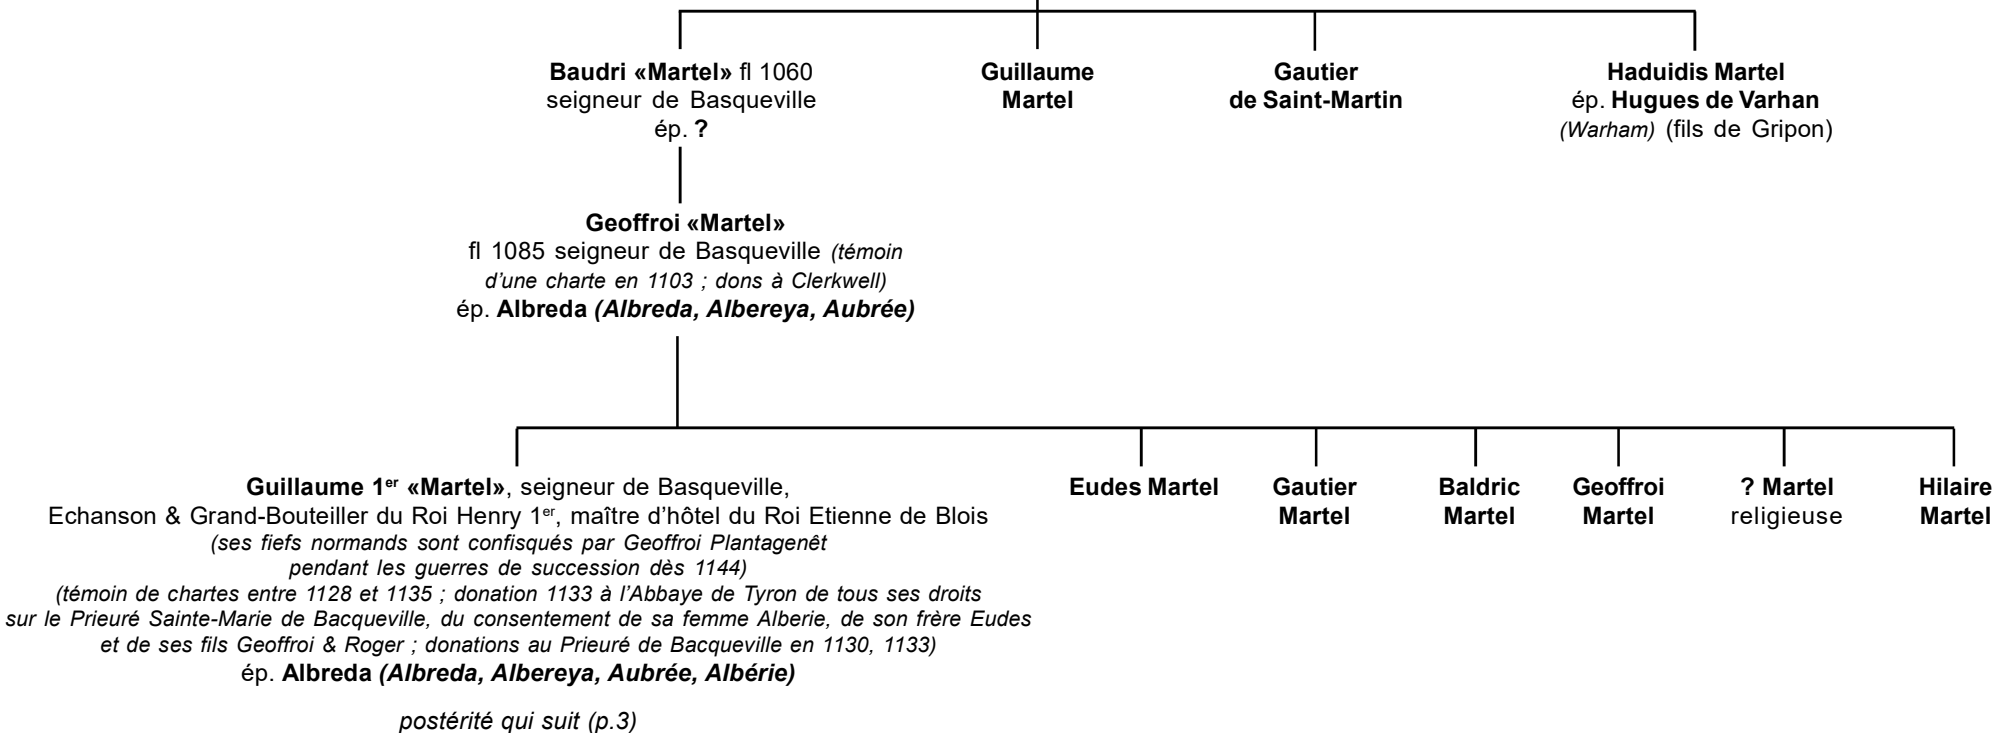 Baudri «Martel» fl 1060
seigneur de Basqueville
ép. ?
Guillaume
Martel
Gautier
de Saint-Martin
Haduidis Martel
ép. Hugues de Varhan
(Warham) (fils de Gripon)
Geoffroi «Martel»
fl 1085 seigneur de Basqueville (témoin
d'une charte en 1103 ; dons à Clerkwell)
ép. Albreda (Albreda, Albereya, Aubrée)
Guillaume 1er «Martel», seigneur de Basqueville,
Echanson & Grand-Bouteiller du Roi Henry 1er, maître d'hôtel du Roi Etienne de Blois
(ses fiefs normands sont confisqués par Geoffroi Plantagenêt
pendant les guerres de succession dès 1144)
(témoin de chartes entre 1128 et 1135 ; donation 1133 à l'Abbaye de Tyron de tous ses droits
sur le Prieuré Sainte-Marie de Bacqueville, du consentement de sa femme Alberie, de son frère Eudes
et de ses fils Geoffroi & Roger ; donations au Prieuré de Bacqueville en 1130, 1133)
ép. Albreda (Albreda, Albereya, Aubrée, Albérie)
postérité qui suit (p.3)
Eudes Martel
Gautier
Martel
Baldric
Martel
Geoffroi
Martel
? Martel
religieuse
Hilaire
Martel